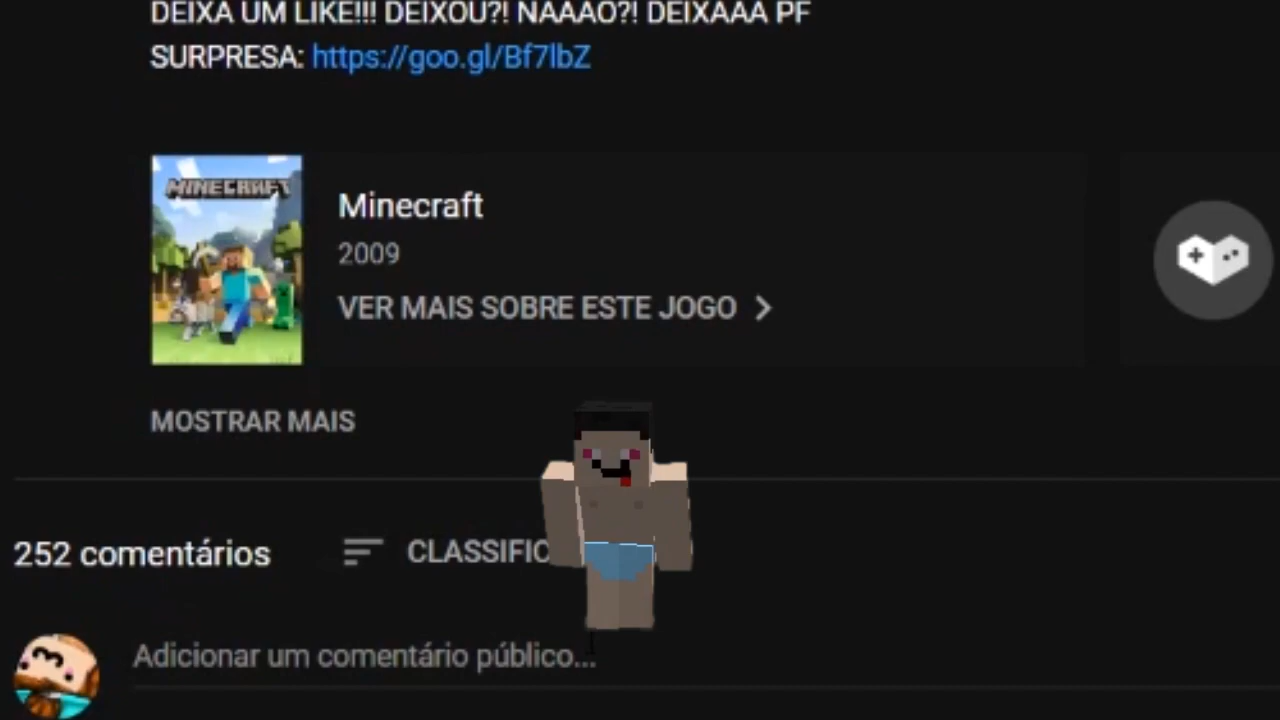 DEIXA UM LIKE!!! DEIXOU?! NÃÃÃO?! DEIXAAA PF
SURPRESA: https://goo.gl/Bf7lbZ
MINECRAFT
Minecraft
2009
VER MAIS SOBRE ESTE JOGO
MOSTRAR MAIS
252 comentários
CLASSIFIC
Adicionar um comentário público...